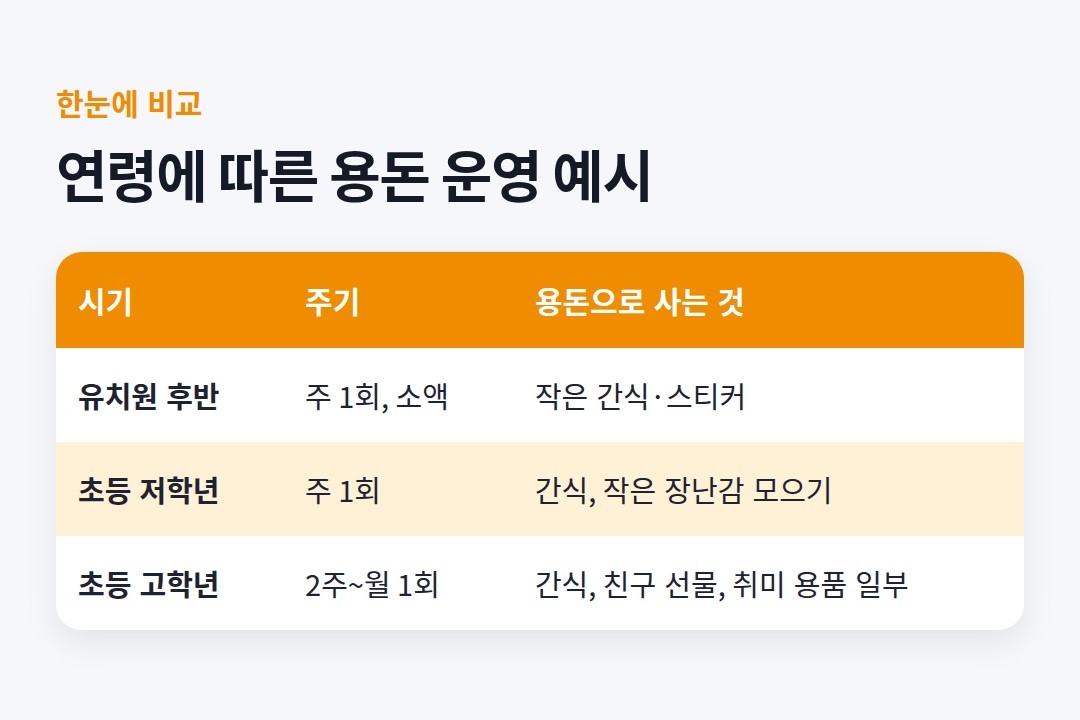 한눈에 비교
연령에 따른 용돈 운영 예시
시기 주기 용돈으로 사는 것
유치원 후반 주 1회, 소액 작은 간식·스티커
초등 저학년 주 1회 간식, 작은 장난감 모으기
초등 고학년 2주~월 1회 간식, 친구 선물, 취미 용품 일부